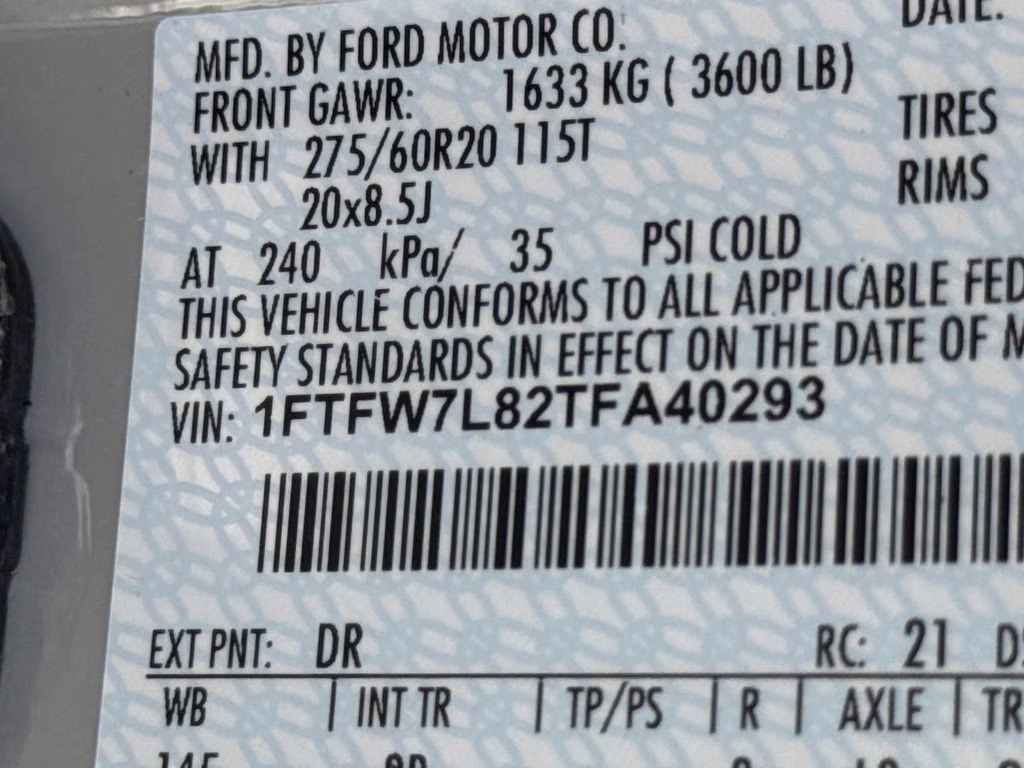 DATE:
MFD. BY FORD MOTOR CO.
FRONT GAWR: 1633 KG ( 3600 LB)
WITH 275/60R20 115T TIRES
20x8.5J RIMS
AT 240 kPa/ 35 PSI COLD
THIS VEHICLE CONFORMS TO ALL APPLICABLE FED
SAFETY STANDARDS IN EFFECT ON THE DATE OF M
VIN: 1FTFW7L82TFA40293
EXT PNT: DR RC: 21 D
WB | INT TR | TP/PS | R | AXLE | TR